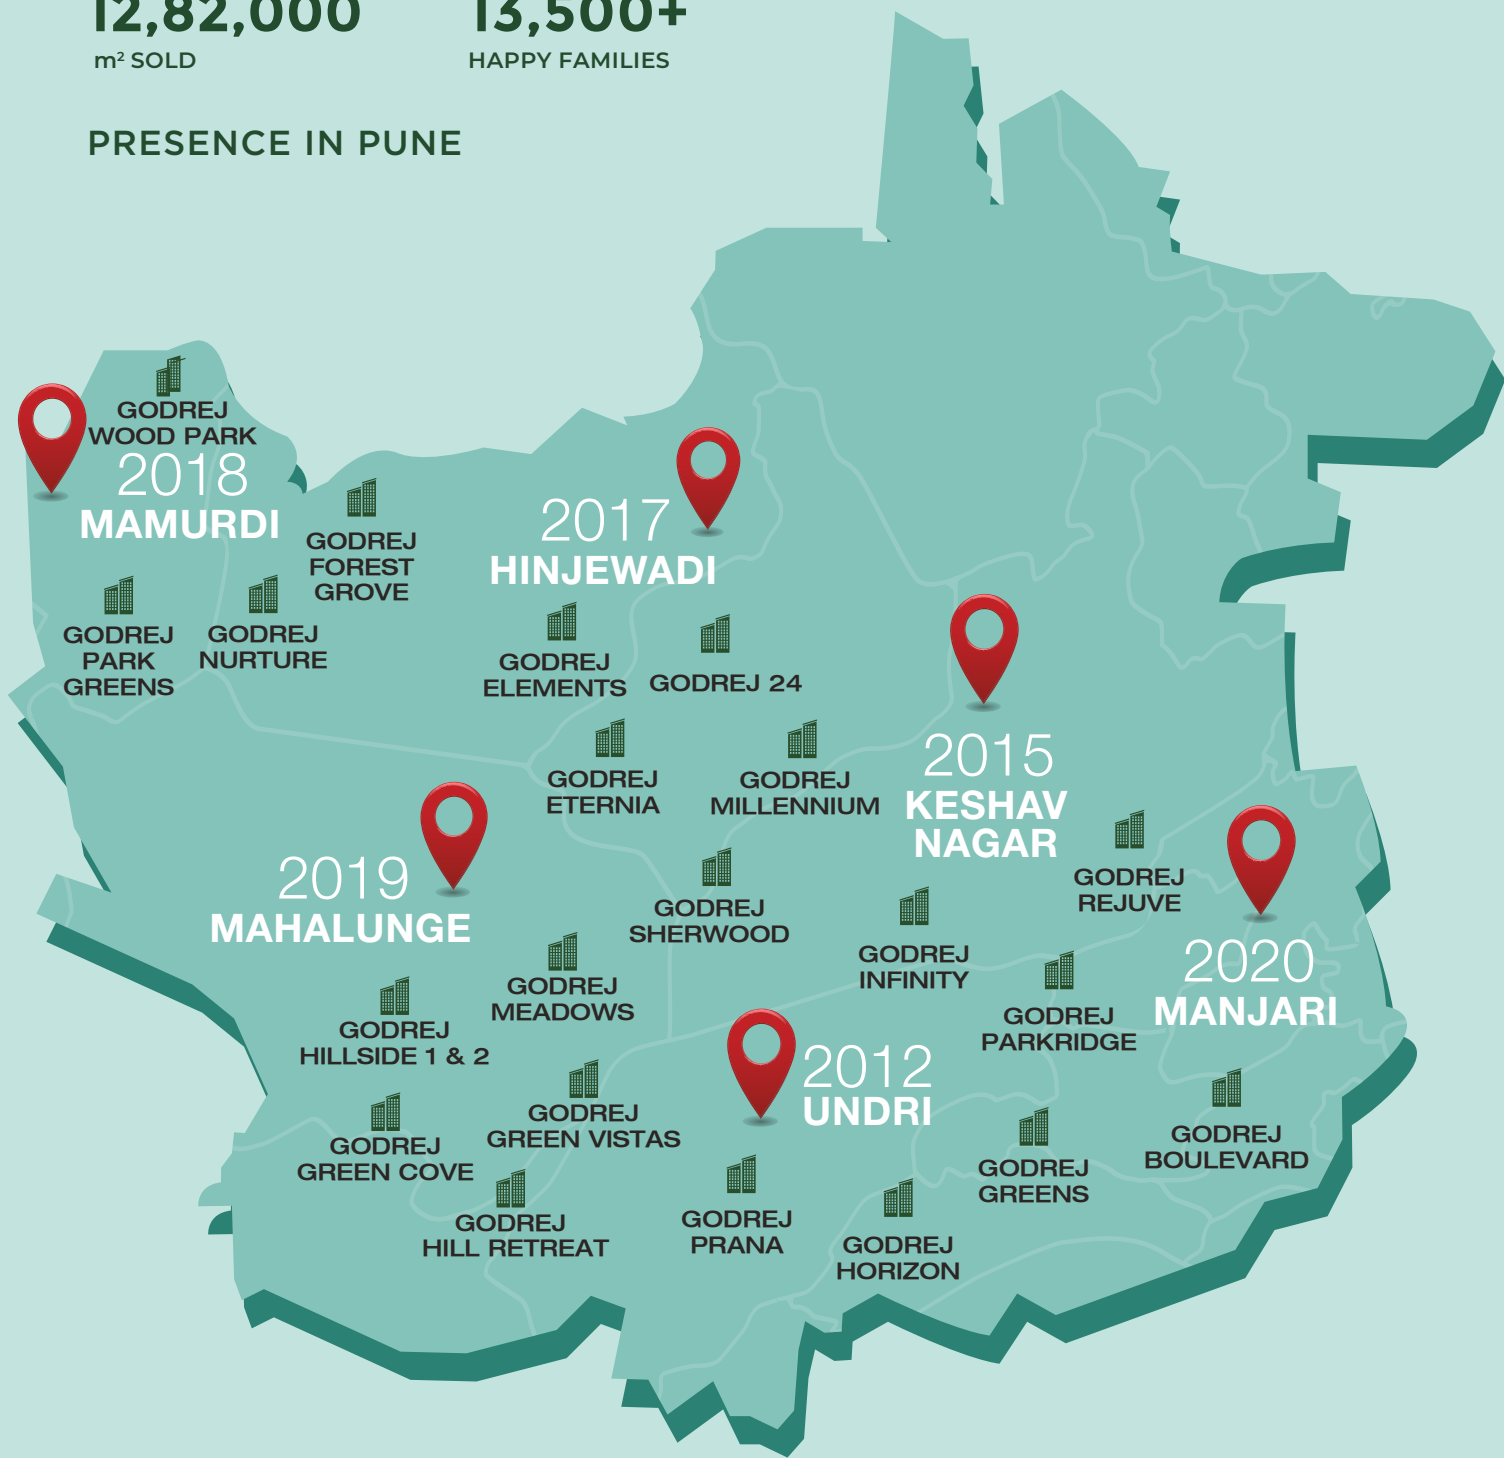 12,82,000
m² SOLD
13,500+
HAPPY FAMILIES
PRESENCE IN PUNE
GODREJ
WOOD PARK
2018
MAMURDI
GODREJ
FOREST
GROVE
GODREJ
PARK
GREENS
GODREJ
NURTURE
2017
HINJEWADI
GODREJ
ELEMENTS
GODREJ 24
GODREJ
ETERNIA
GODREJ
MILLENNIUM
2015
KESHAV
NAGAR
GODREJ
REJUVE
2019
MAHALUNGE
GODREJ
SHERWOOD
GODREJ
INFINITY
2020
MANJARI
GODREJ
MEADOWS
GODREJ
HILLSIDE 1 & 2
GODREJ
PARKRIDGE
2012
UNDRI
GODREJ
GREEN VISTAS
GODREJ
GREEN COVE
GODREJ
BOULEVARD
GODREJ
GREENS
GODREJ
HILL RETREAT
GODREJ
PRANA
GODREJ
HORIZON